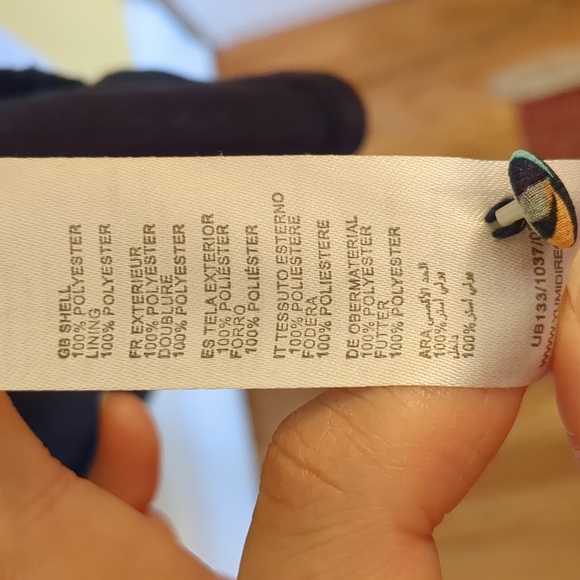 GB SHELL
100% POLYESTER
LINING
100% POLYESTER
FR EXTERIEUR
100% POLYESTER
DOUBLURE
100% POLYESTER
ES TELA EXTERIOR
100% POLIÉSTER
FORRO
100% POLIÉSTER
IT TESSUTO ESTERNO
100% POLIESTERE
FODERA
100% POLIESTERE
DE OBERMATERIAL
100% POLYESTER
FUTTER
100% POLYESTER
ARA
100%
100%
UB133/1037/0